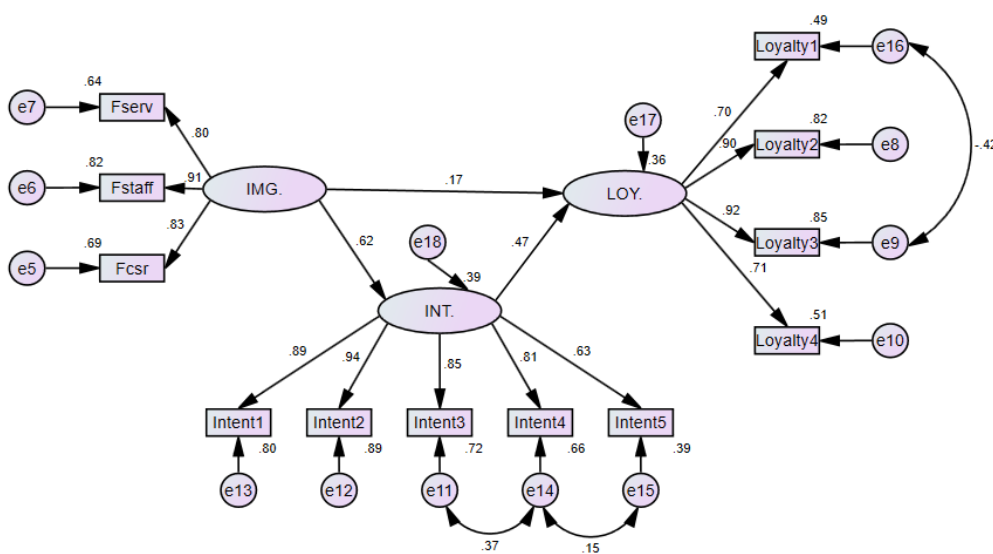 .49
Loyalty1
e16
.64
e7
Fserv
.80
.70
e17
.82
.90
Loyalty2
e8
-.42
.82
e6
Fstaff
.91
IMG.
.17
.36
LOY.
.83
.62
e18
.47
.92
.85
Loyalty3
e9
.69
e5
Fcsr
.39
.71
INT.
.51
Loyalty4
e10
.89
.94
.85
.81
.63
Intent1
Intent2
Intent3
Intent4
Intent5
.80
.89
.72
.66
.39
e13
e12
e11
e14
e15
.37
.15